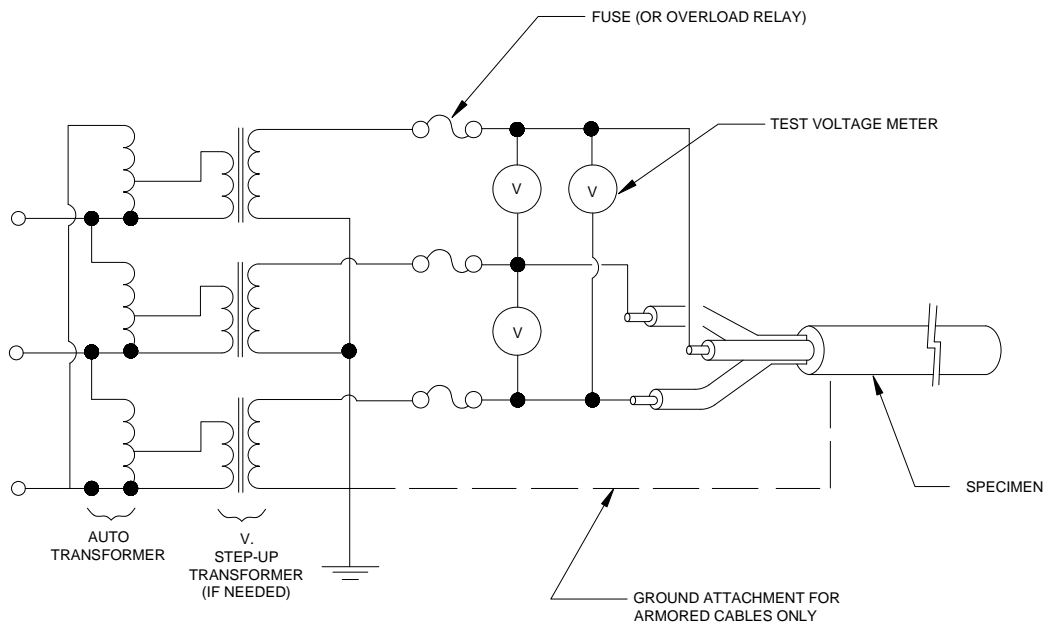 FUSE (OR OVERLOAD RELAY)
TEST VOLTAGE METER
V
V
V
SPECIMEN
AUTO
TRANSFORMER
V.
STEP-UP
TRANSFORMER
(IF NEEDED)
GROUND ATTACHMENT FOR
ARMORED CABLES ONLY